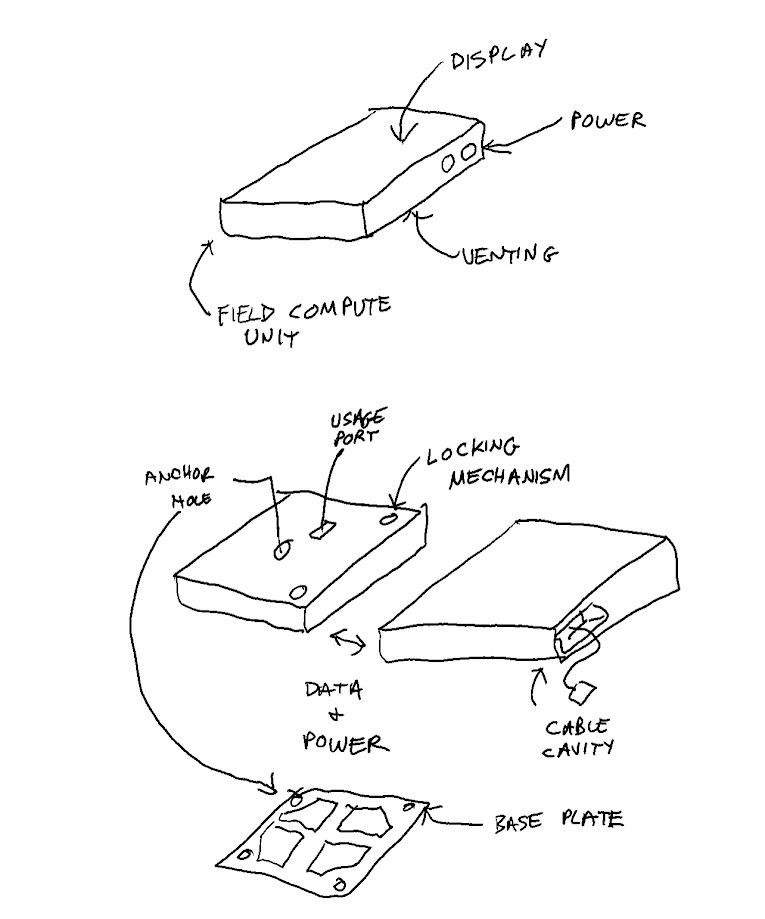 DISPLAY
POWER
VENTING
FIELD COMPUTE
UNIT
USAGE
PORT
LOCKING
MECHANISM
ANCHOR
HOLE
DATA
+
POWER
CABLE
CAVITY
BASE PLATE